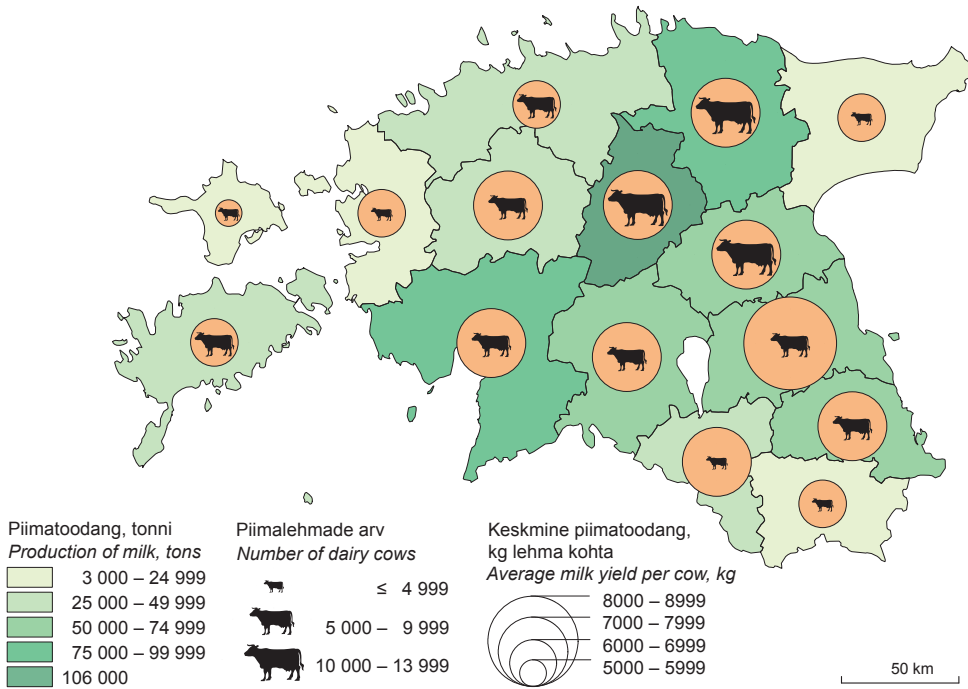 Piimatoodang, tonni
Production of milk, tons
3 000 – 24 999
25 000 – 49 999
50 000 – 74 999
75 000 – 99 999
106 000
Piimalehmade arv
Number of dairy cows
≤ 4 999
5 000 – 9 999
10 000 – 13 999
Keskmine piimatoodang,
kg lehma kohta
Average milk yield per cow, kg
8000 – 8999
7000 – 7999
6000 – 6999
5000 – 5999
50 km